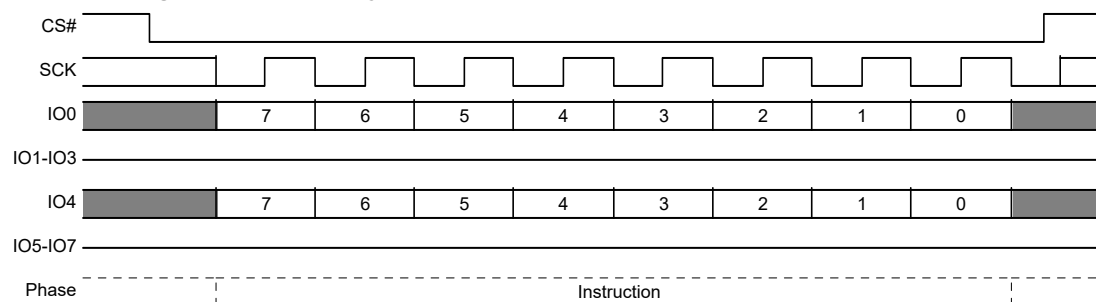 CS#
SCK
IO0 7 6 5 4 3 2 1 0
IO1-IO3
IO4 7 6 5 4 3 2 1 0
IO5-IO7
Phase Instruction